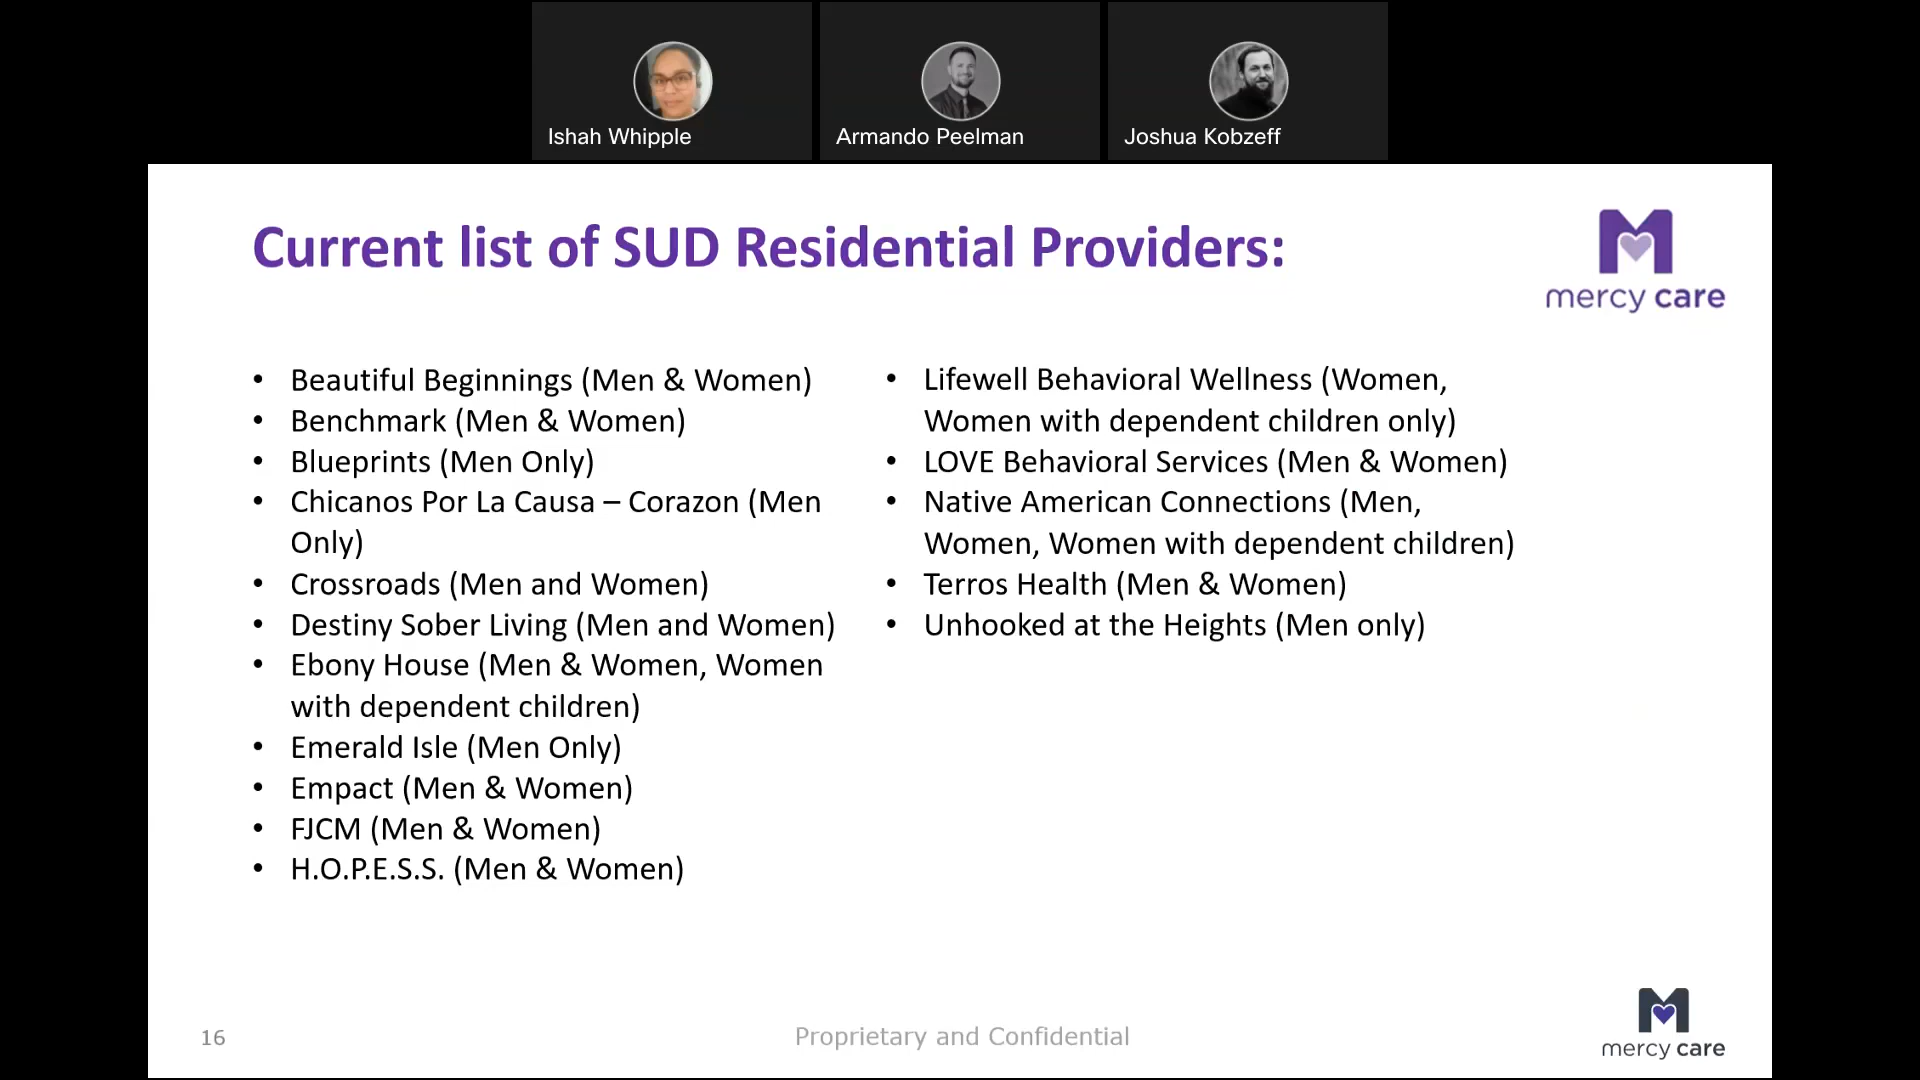 Ishah Whipple
Armando Peelman
Joshua Kobzeff
Current list of SUD Residential Providers:
mercy care
• Beautiful Beginnings (Men & Women)
• Benchmark (Men & Women)
• Blueprints (Men Only)
• Chicanos Por La Causa – Corazon (Men
Only)
• Crossroads (Men and Women)
• Destiny Sober Living (Men and Women)
• Ebony House (Men & Women, Women
with dependent children)
• Emerald Isle (Men Only)
• Empact (Men & Women)
• FJCM (Men & Women)
• H.O.P.E.S.S. (Men & Women)
• Lifewell Behavioral Wellness (Women,
Women with dependent children only)
• LOVE Behavioral Services (Men & Women)
• Native American Connections (Men,
Women, Women with dependent children)
• Terros Health (Men & Women)
• Unhooked at the Heights (Men only)
16
Proprietary and Confidential
mercy care